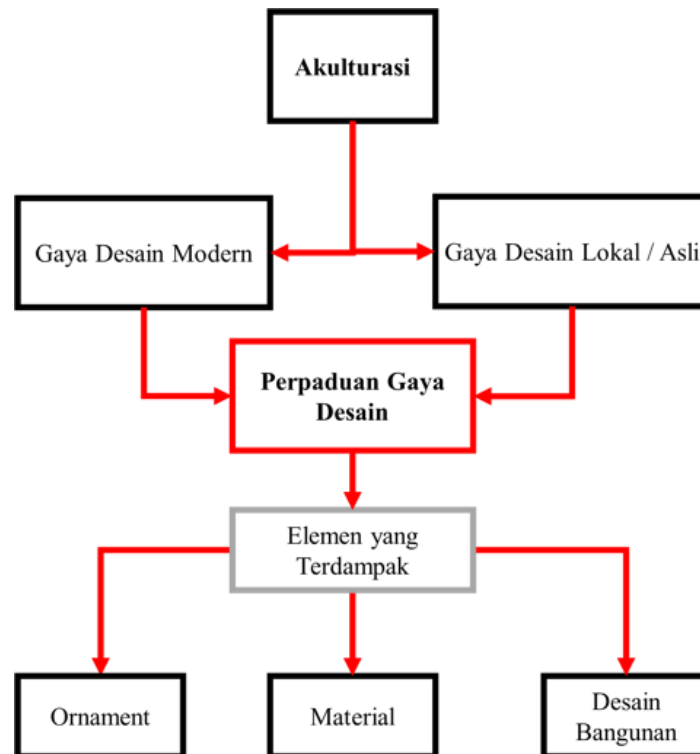 Akulturasi
Gaya Desain Modern
Gaya Desain Lokal / Asli
Perpaduan Gaya
Desain
Elemen yang
Terdampak
Ornament
Material
Desain
Bangunan